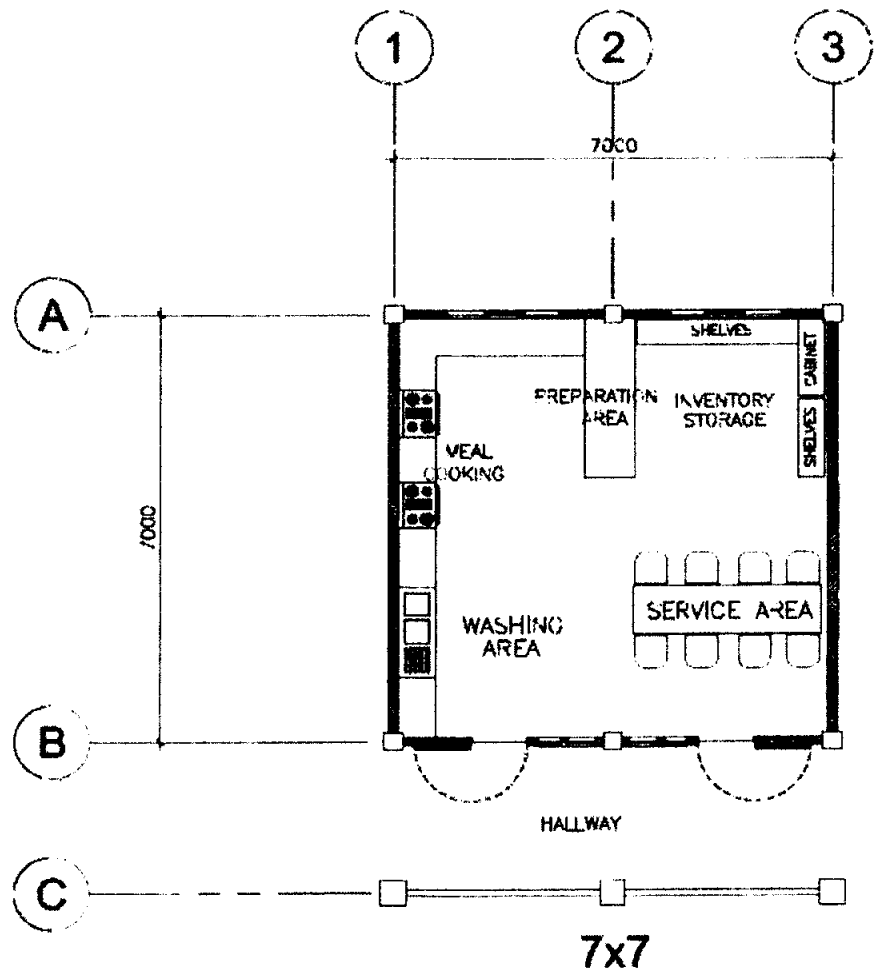 1
2
3
7000
A
SHELVES
CABINET
PREPARATION
AREA
INVENTORY
STORAGE
SHELVES
MEAL
COOKING
7000
SERVICE AREA
WASHING
AREA
B
HALLWAY
C
7x7